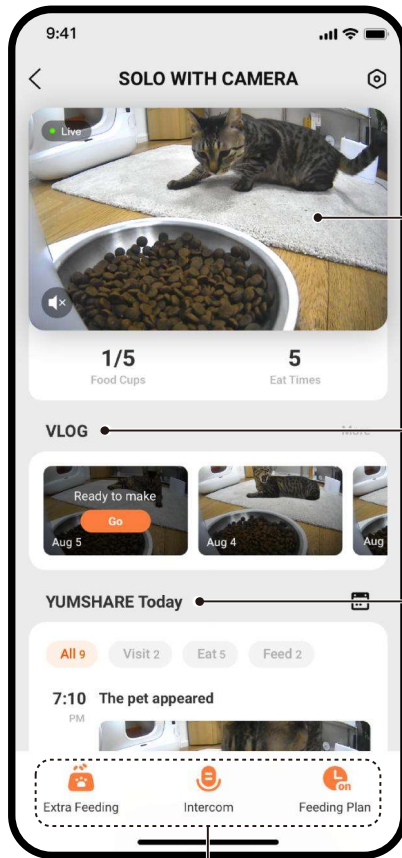 9:41
SOLO WITH CAMERA
Live
1/5 5
Food Cups Eat Times
VLOG More
Ready to make
Go
Aug 5 Aug 4 Aug
YUMSHARE Today
All 9 Visit 2 Eat 5 Feed 2
7:10 The pet appeared
PM
on
Extra Feeding Intercom Feeding Plan